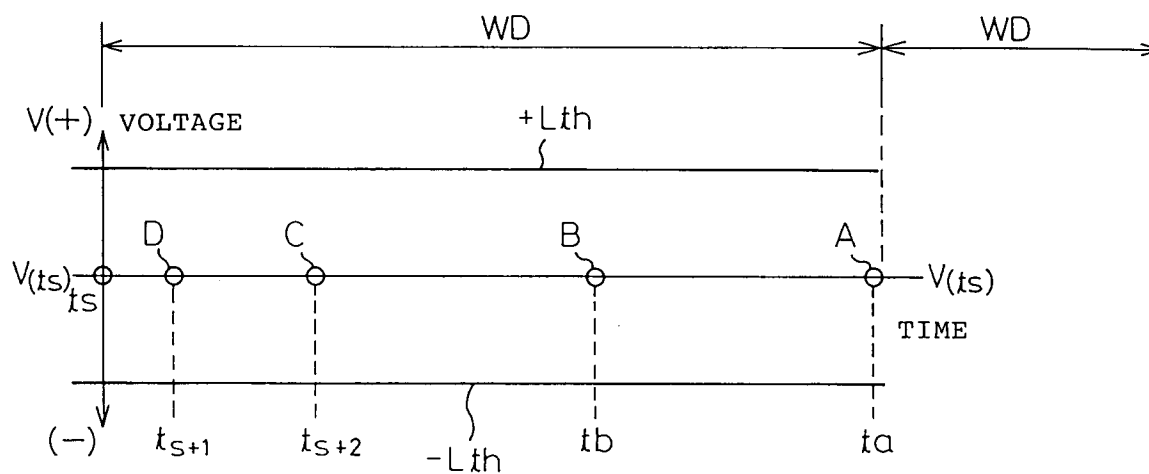 WD WD
V(+) VOLTAGE +Lth
D C B A
V(ts) V(ts)
ts
TIME
(-) ts+1 ts+2 tb ta
-Lth